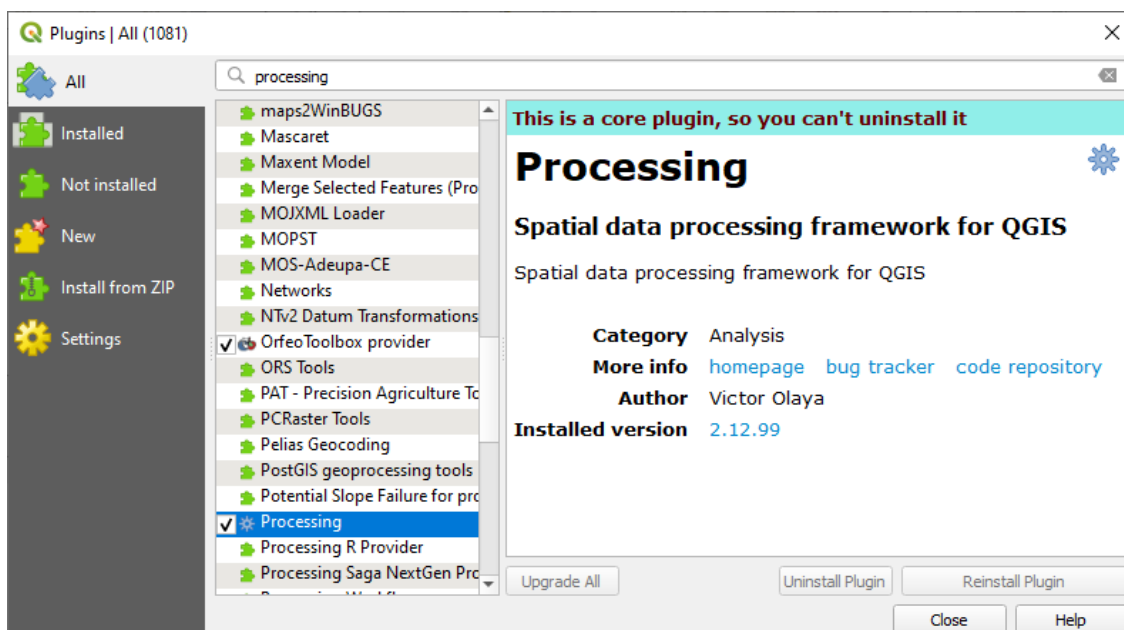 Plugins | All (1081)
All
Installed
Not installed
New
Install from ZIP
Settings
processing
maps2WinBUGS
Mascaret
Maxent Model
Merge Selected Features (Pro
MOJXML Loader
MOPST
MOS-Adeupa-CE
Networks
NTv2 Datum Transformations
OrfeoToolbox provider
ORS Tools
PAT - Precision Agriculture To
PCRaster Tools
Pelias Geocoding
PostGIS geoprocessing tools
Potential Slope Failure for pro
Processing
Processing R Provider
Processing Saga NextGen Pro
This is a core plugin, so you can't uninstall it
Processing
Spatial data processing framework for QGIS
Spatial data processing framework for QGIS
Category Analysis
More info homepage bug tracker code repository
Author Victor Olaya
Installed version 2.12.99
Upgrade All Uninstall Plugin Reinstall Plugin
Close Help